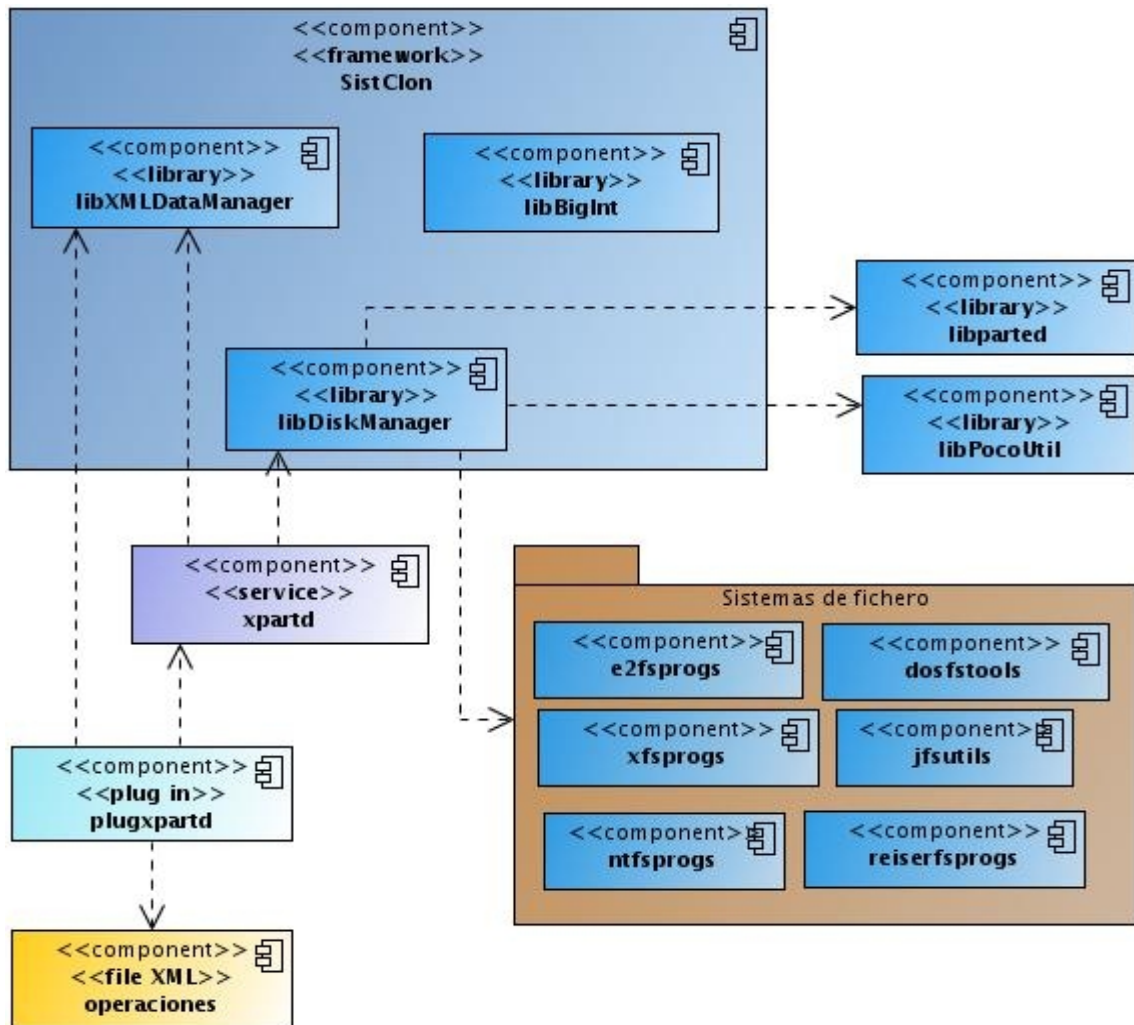 <<component>>
<<framework>>
SistClon
<<component>>
<<library>>
libXMLDataManager
<<component>>
<<library>>
libBigInt
<<component>>
<<library>>
libparted
<<component>>
<<library>>
libDiskManager
<<component>>
<<library>>
libPocoUtil
<<component>>
<<service>>
xpartd
Sistemas de fichero
<<component>>
e2fsprogs
<<component>>
dosfstools
<<component>>
xfsprogs
<<component>>
jfsutils
<<component>>
ntfsprogs
<<component>>
reiserfsprogs
<<component>>
<<plug in>>
plugxpartd
<<component>>
<<file XML>>
operaciones